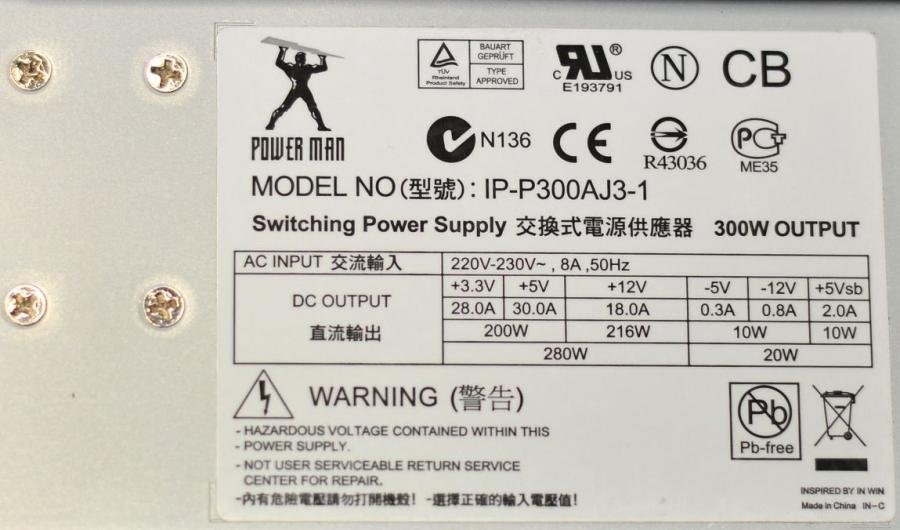 BAUART
GEPRÜFT
TYPE
APPROVED
TÜV
Rheinland
Product Safety
C RU ® US
E193791
N
CB
POWER MAN
N136
CE
R43036
PCT
ME35
MODEL NO(型號): IP-P300AJ3-1
Switching Power Supply 交換式電源供應器 300W OUTPUT
AC INPUT 交流輸入 220V-230V~ , 8A ,50Hz
DC OUTPUT
直流輸出
+3.3V +5V +12V -5V -12V +5Vsb
28.0A 30.0A 18.0A 0.3A 0.8A 2.0A
200W 216W 10W 10W
280W 20W
WARNING (警告)
- HAZARDOUS VOLTAGE CONTAINED WITHIN THIS
- POWER SUPPLY.
- NOT USER SERVICEABLE RETURN SERVICE
CENTER FOR REPAIR.
-內有危險電壓請勿打開機殼! -選擇正確的輸入電壓值!
Pb
Pb-free
INSPIRED BY IN WIN
Made in China IN-C